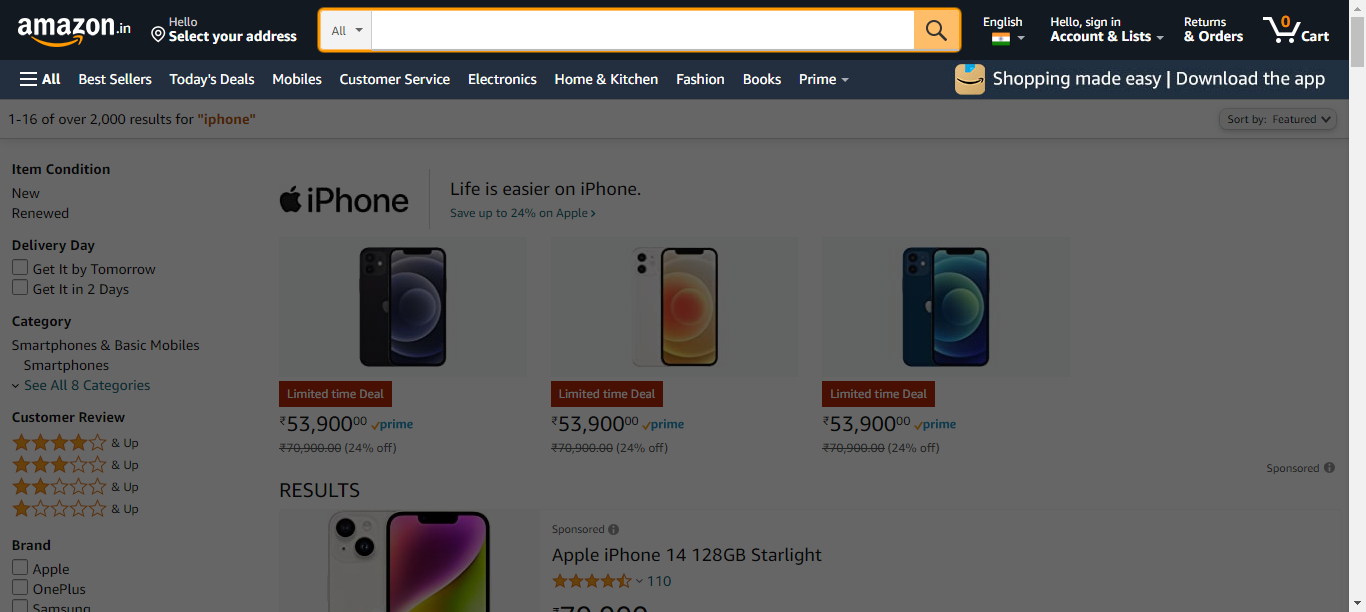 amazon.in
Hello
Select your address
All
English
Hello, sign in
Account & Lists
Returns
& Orders
0
Cart
All
Best Sellers
Today's Deals
Mobiles
Customer Service
Electronics
Home & Kitchen
Fashion
Books
Prime
Shopping made easy | Download the app
1-16 of over 2,000 results for "iphone"
Sort by: Featured
Item Condition
New
Renewed
Delivery Day
Get It by Tomorrow
Get It in 2 Days
Category
Smartphones & Basic Mobiles
Smartphones
See All 8 Categories
Customer Review
& Up
& Up
& Up
& Up
Brand
Apple
OnePlus
Samsung
iPhone
Life is easier on iPhone.
Save up to 24% on Apple ›
Limited time Deal
₹53,90000 prime
₹70,900.00 (24% off)
Limited time Deal
₹53,90000 prime
₹70,900.00 (24% off)
Limited time Deal
₹53,90000 prime
₹70,900.00 (24% off)
Sponsored
RESULTS
Sponsored
Apple iPhone 14 128GB Starlight
110